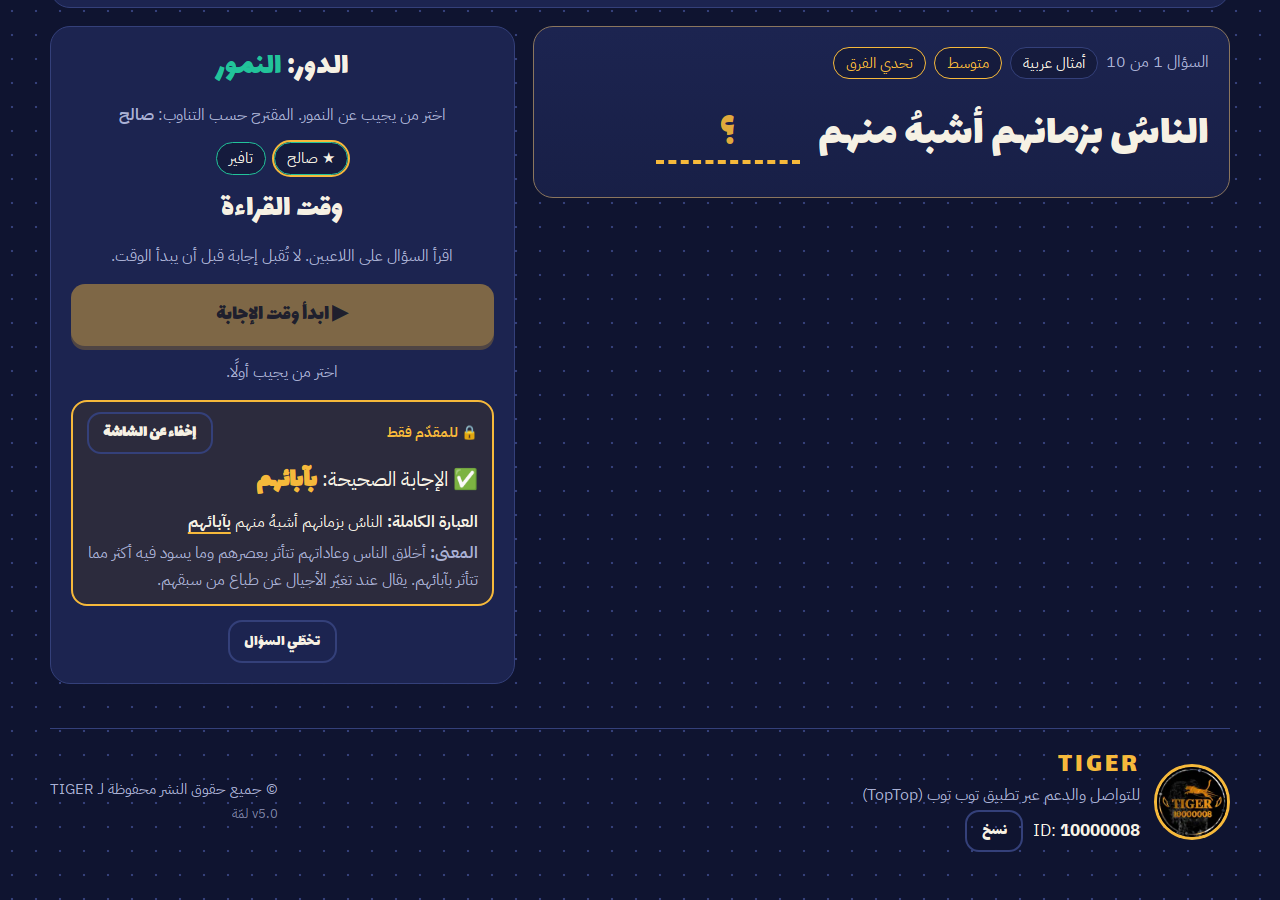 السؤال 1 من 10 أمثال عربية متوسط تحدي الفرق
الناسُ بزمانهم أشبهُ منهم ؟
الدور: النمور
اختر من يجيب عن النمور. المقترح حسب التناوب: صالح
★ صالح تافير
وقت القراءة
اقرأ السؤال على اللاعبين. لا تُقبل إجابة قبل أن يبدأ الوقت.
▶ ابدأ وقت الإجابة
اختر من يجيب أولًا.
🔒 للمقدّم فقط إخفاء عن الشاشة
✅ الإجابة الصحيحة: بآبائهم
العبارة الكاملة: الناسُ بزمانهم أشبهُ منهم بآبائهم
المعنى: أخلاق الناس وعاداتهم تتأثر بعصرهم وما يسود فيه أكثر مما
تتأثر بآبائهم. يقال عند تغيّر الأجيال عن طباع من سبقهم.
تخطّي السؤال
TIGER
10000008
TIGER
للتواصل والدعم عبر تطبيق توب توب (TopTop)
ID: 10000008 نسخ
© جميع حقوق النشر محفوظة لـ TIGER
لمّة v5.0